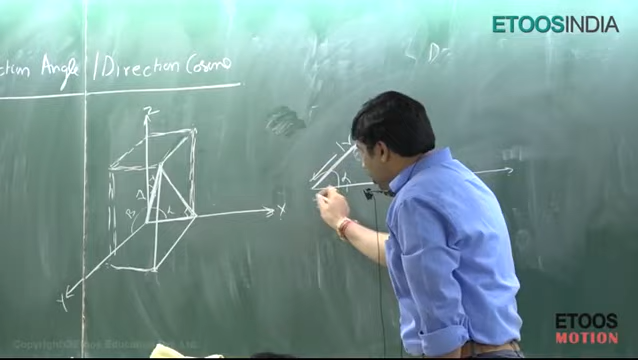 ETOOSINDIA
ction Angle / Direction Cosine
Z
α
β
γ
X
Y
α
ETOOS
MOTION